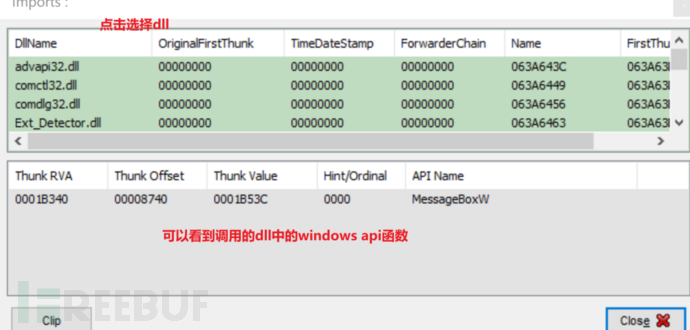 Imports :
点击选择dll
DllName OriginalFirstThunk TimeDateStamp ForwarderChain Name FirstThu
advapi32.dll 00000000 00000000 00000000 063A643C 063A63
comctl32.dll 00000000 00000000 00000000 063A6449 063A63
comdlg32.dll 00000000 00000000 00000000 063A6456 063A63
Ext_Detector.dll 00000000 00000000 00000000 063A6463 063A63
Thunk RVA Thunk Offset Thunk Value Hint/Ordinal API Name
0001B340 00008740 0001B53C 0000 MessageBoxW
可以看到调用的dll中的windows api函数
FREEBUF
Clip Close